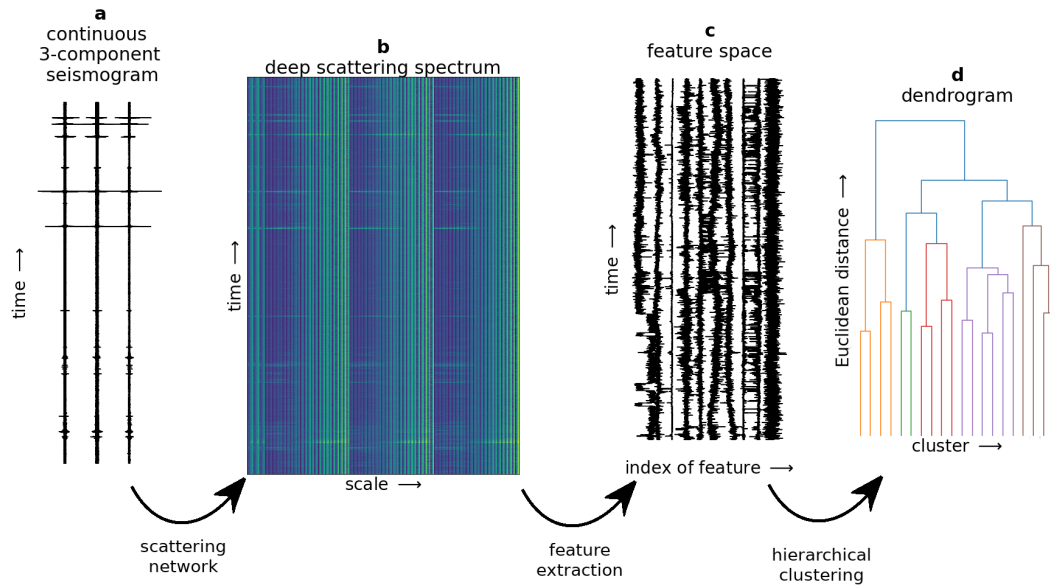 a
continuous
3-component
seismogram
time →
b
deep scattering spectrum
time →
scale →
c
feature space
time →
index of feature →
d
dendrogram
Euclidean distance →
cluster →
scattering
network
feature
extraction
hierarchical
clustering